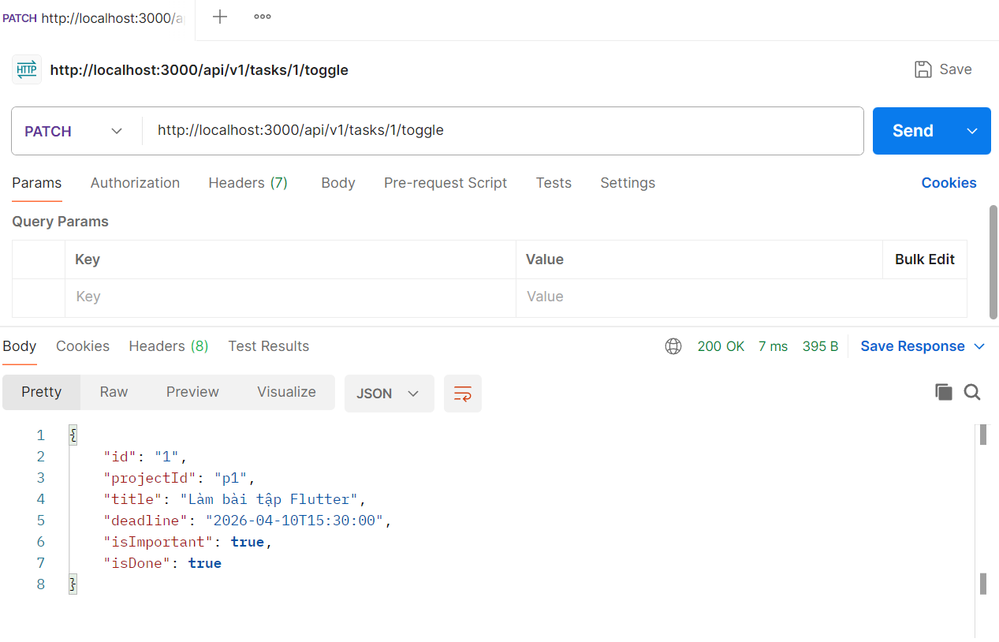 PATCH http://localhost:3000/a
HTTP http://localhost:3000/api/v1/tasks/1/toggle Save
PATCH http://localhost:3000/api/v1/tasks/1/toggle Send
Params Authorization Headers (7) Body Pre-request Script Tests Settings Cookies
Query Params
Key Value Bulk Edit
Key Value
Body Cookies Headers (8) Test Results 200 OK 7 ms 395 B Save Response
Pretty Raw Preview Visualize JSON
1 {
2 "id": "1",
3 "projectId": "p1",
4 "title": "Làm bài tập Flutter",
5 "deadline": "2026-04-10T15:30:00",
6 "isImportant": true,
7 "isDone": true
8 }